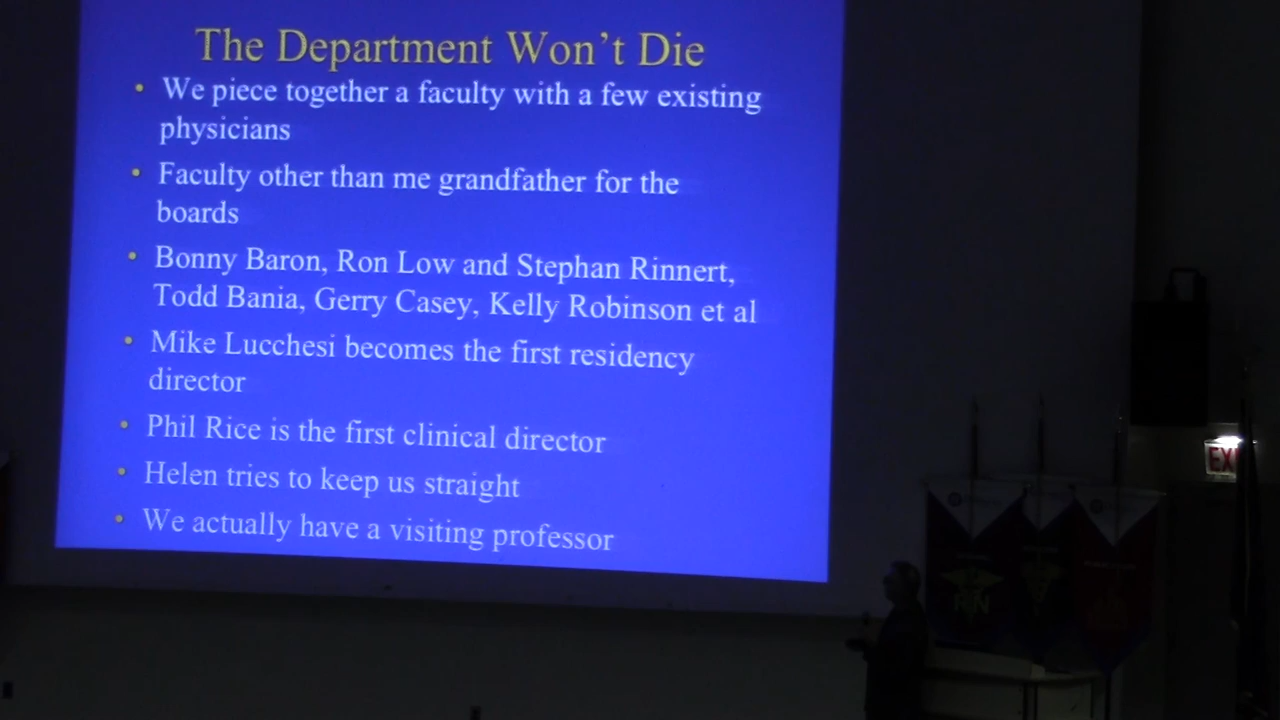 The Department Won't Die
• We piece together a faculty with a few existing
physicians
• Faculty other than me grandfather for the
boards
• Bonny Baron, Ron Low and Stephan Rinnert,
Todd Bania, Gerry Casey, Kelly Robinson et al
• Mike Lucchesi becomes the first residency
director
• Phil Rice is the first clinical director
• Helen tries to keep us straight
• We actually have a visiting professor